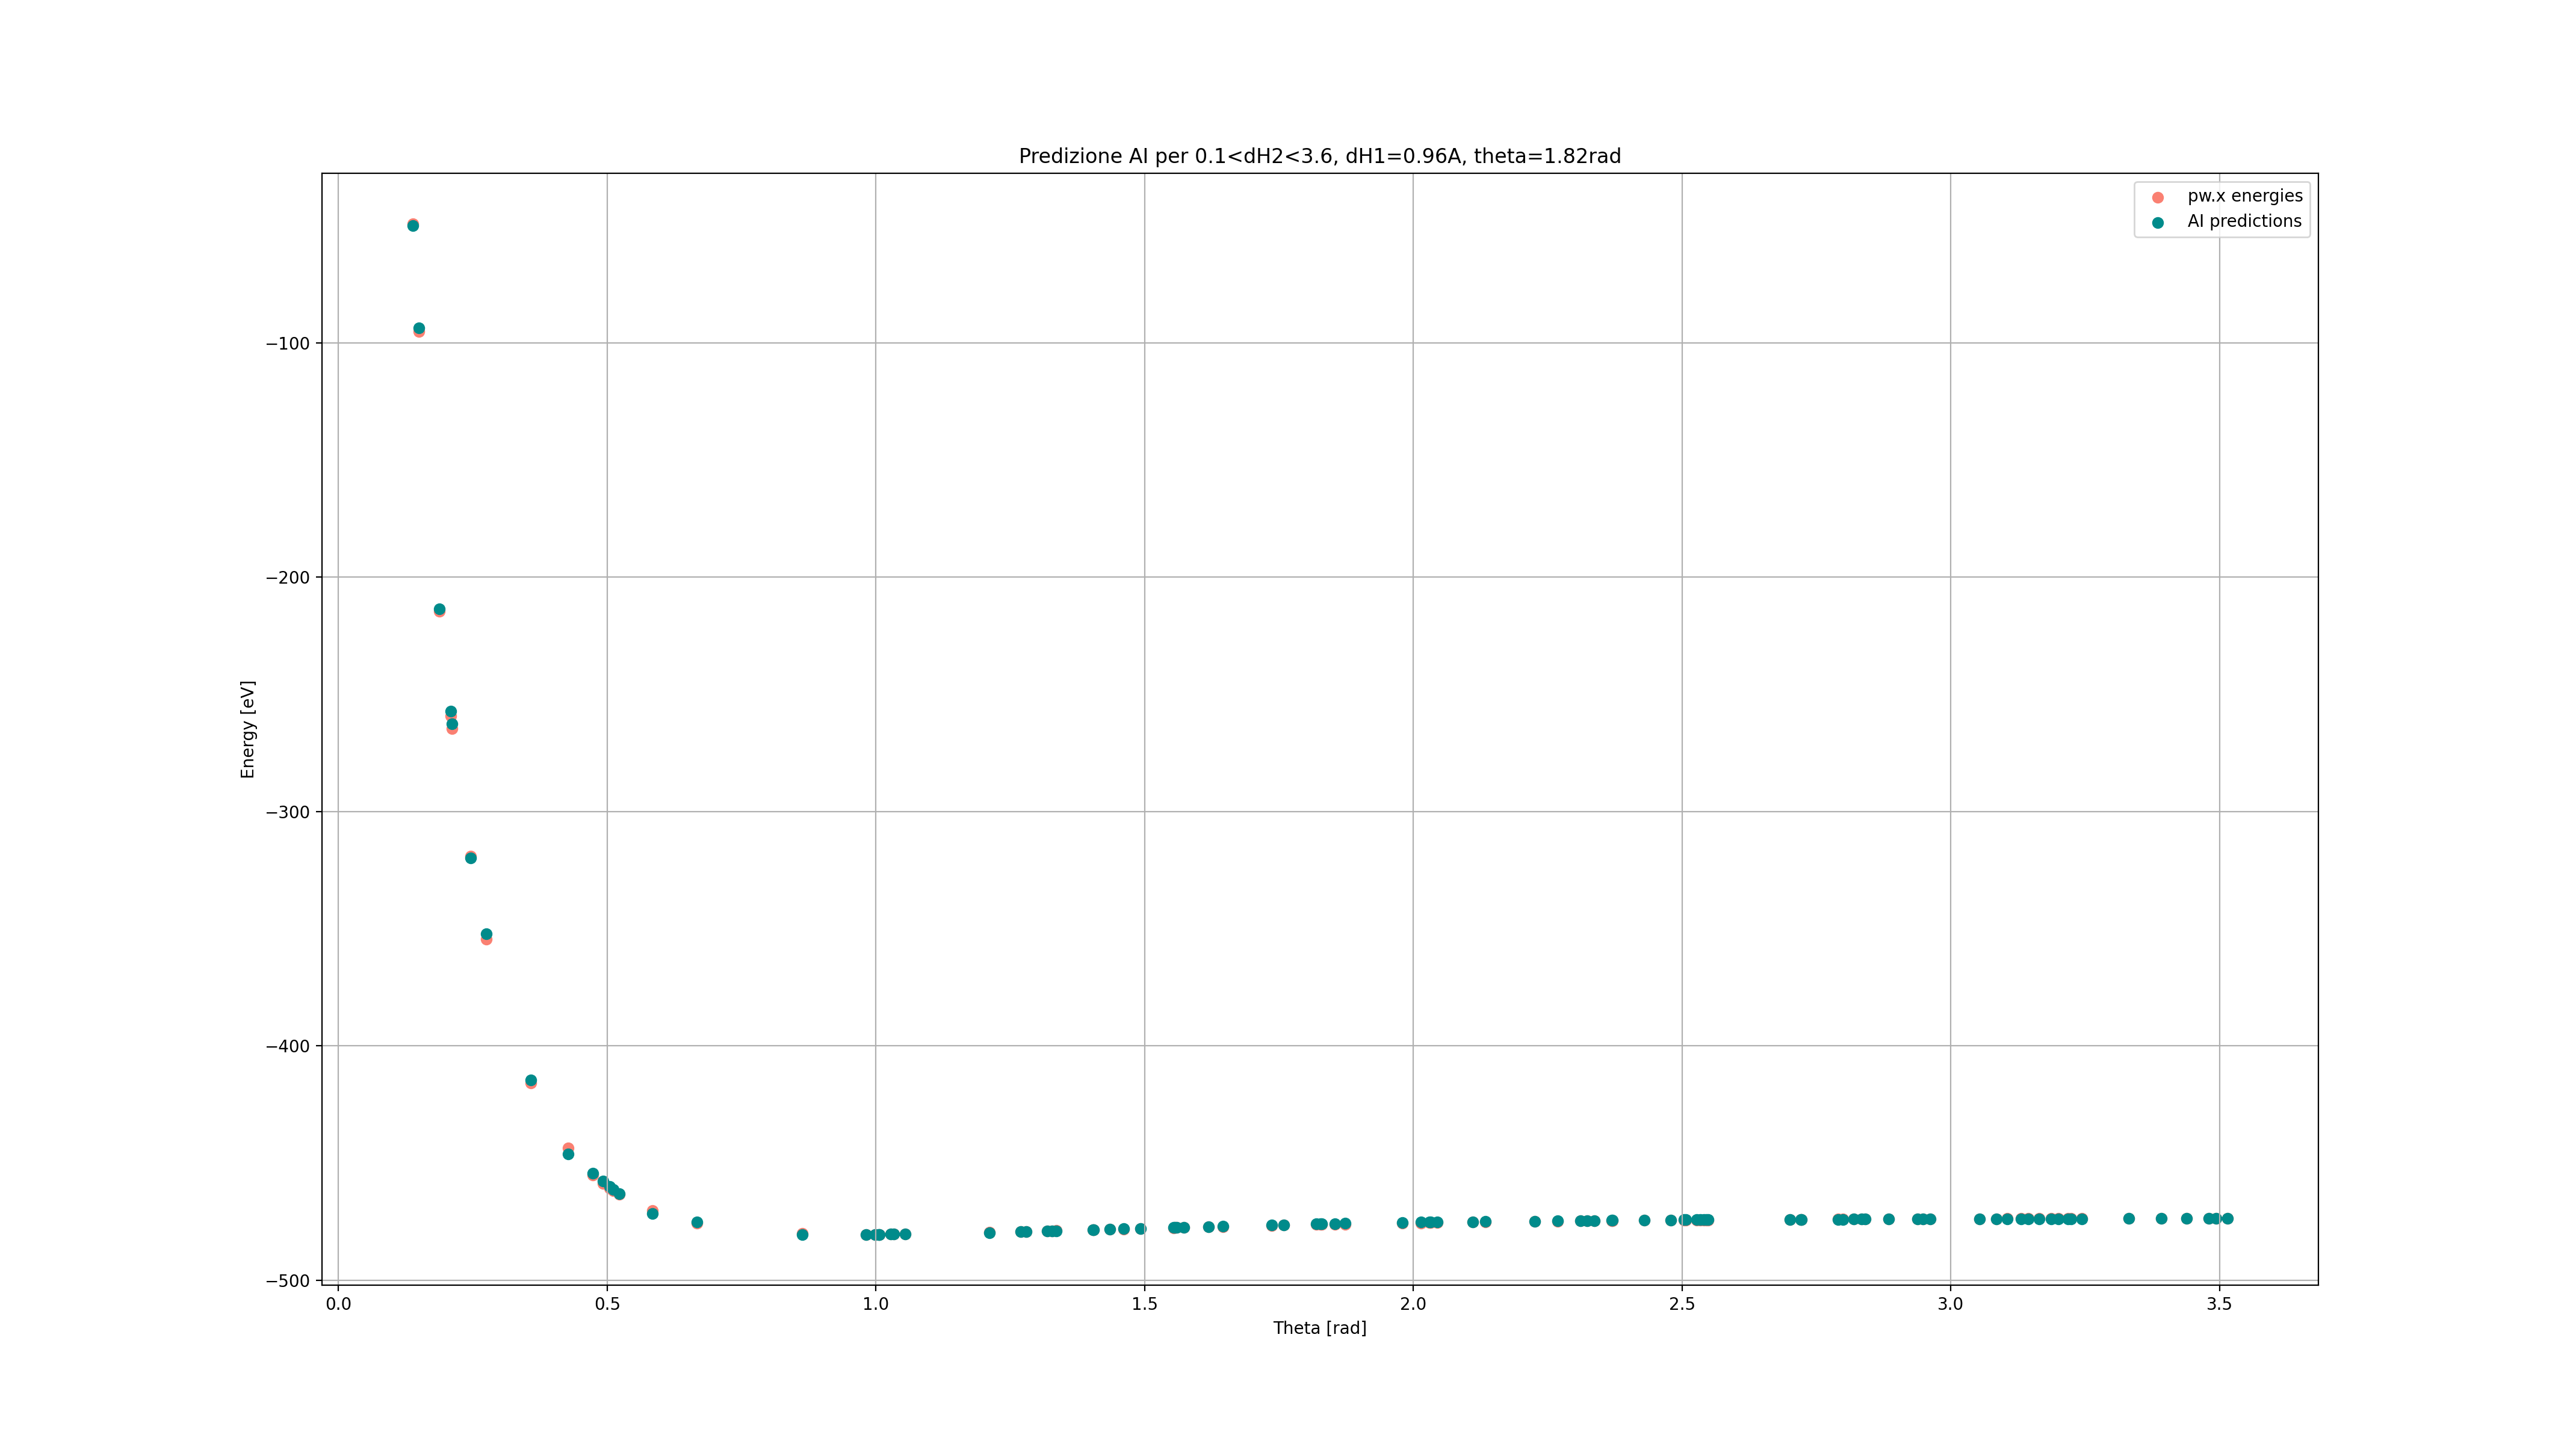 Predizione AI per 0.1<dH2<3.6, dH1=0.96A, theta=1.82rad
pw.x energies
AI predictions
−100
−200
−300
−400
−500
Energy [eV]
0.0 0.5 1.0 1.5 2.0 2.5 3.0 3.5
Theta [rad]